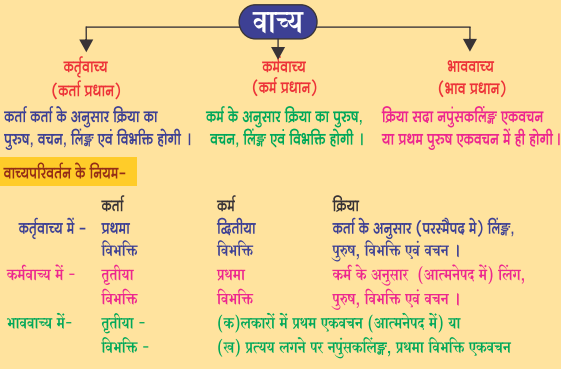 वाच्य
कर्तृवाच्य
(कर्ता प्रधान)
कर्ता कर्ता के अनुसार क्रिया का
पुरुष, वचन, लिंङ्ग एवं विभक्ति होगी ।
कर्मवाच्य
(कर्म प्रधान)
कर्म के अनुसार क्रिया का पुरुष,
वचन, लिंङ्ग एवं विभक्ति होगी ।
भाववाच्य
(भाव प्रधान)
क्रिया सदा नपुंसकलिंङ्ग एकवचन
या प्रथम पुरुष एकवचन में ही होगी ।
वाच्यपरिवर्तन के नियम-
कर्ता कर्म क्रिया
कर्तृवाच्य में - प्रथमा द्वितीया कर्ता के अनुसार (परस्मैपद मे) लिंङ्ग,
विभक्ति विभक्ति पुरुष, विभक्ति एवं वचन ।
कर्मवाच्य में - तृतीया प्रथमा कर्म के अनुसार (आत्मनेपद में) लिंग,
विभक्ति विभक्ति पुरुष, विभक्ति एवं वचन ।
भाववाच्य में- तृतीया - (क)लकारों में प्रथम एकवचन (आत्मनेपद में) या
विभक्ति - (ख) प्रत्यय लगने पर नपुंसकलिंङ्ग, प्रथमा विभक्ति एकवचन